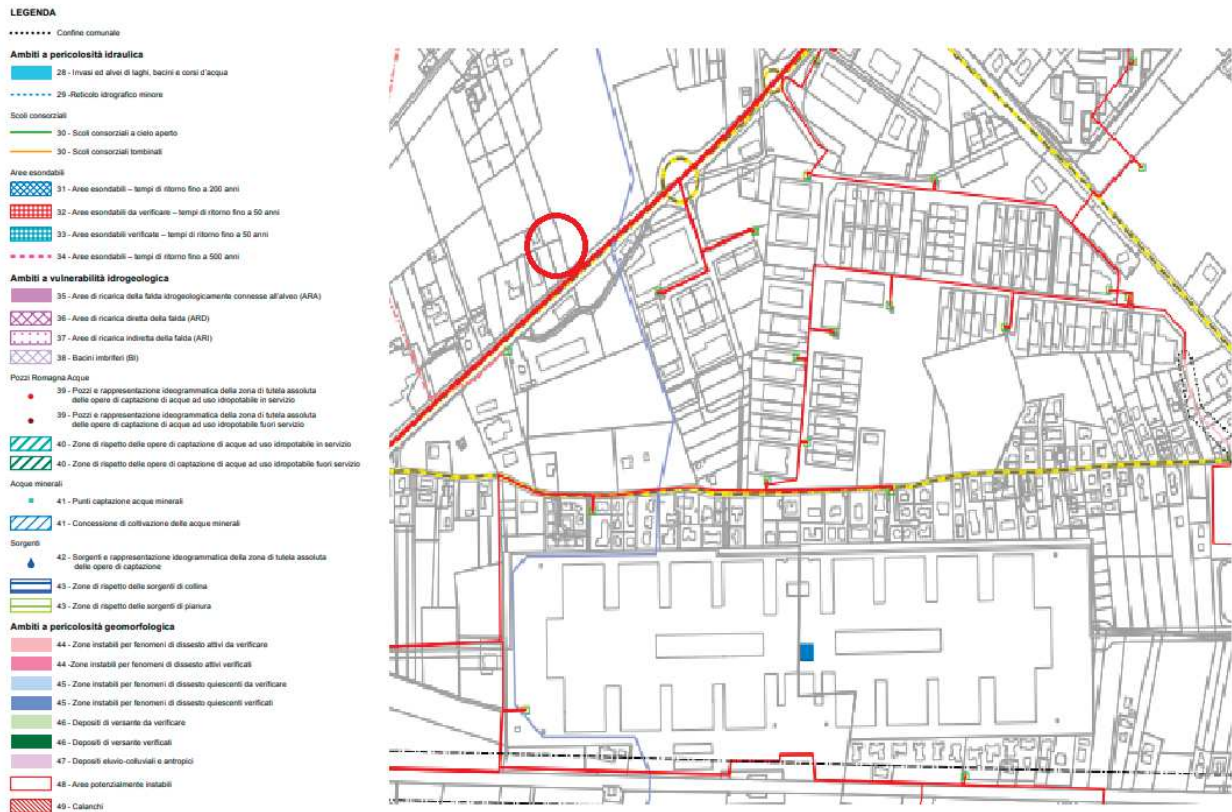 LEGENDA
Confine comunale
Ambiti a pericolosità idraulica
28 - Invasi ed alvei di laghi, bacini e corsi d'acqua
29 -Reticolo idrografico minore
Scoli consorziali
30 - Scoli consorziali a cielo aperto
30 - Scoli consorziali tombinati
Aree esondabili
31 - Aree esondabili – tempi di ritorno fino a 200 anni
32 - Aree esondabili da verificare – tempi di ritorno fino a 50 anni
33 - Aree esondabili verificate – tempi di ritorno fino a 50 anni
34 - Aree esondabili – tempi di ritorno fino a 500 anni
Ambiti a vulnerabilità idrogeologica
35 - Aree di ricarica della falda idrogeologicamente connesse all'alveo (ARA)
36 - Aree di ricarica diretta della falda (ARD)
37 - Aree di ricarica indiretta della falda (ARI)
38 - Bacini imbriferi (BI)
Pozzi Romagna Acque
39 - Pozzi e rappresentazione ideogrammatica della zona di tutela assoluta
delle opere di captazione di acque ad uso idropotabile in servizio
39 - Pozzi e rappresentazione ideogrammatica della zona di tutela assoluta
delle opere di captazione di acque ad uso idropotabile fuori servizio
40 - Zone di rispetto delle opere di captazione di acque ad uso idropotabile in servizio
40 - Zone di rispetto delle opere di captazione di acque ad uso idropotabile fuori servizio
Acque minerali
41 - Punti captazione acque minerali
41 - Concessione di coltivazione delle acque minerali
Sorgenti
42 - Sorgenti e rappresentazione ideogrammatica della zona di tutela assoluta
delle opere di captazione
43 - Zone di rispetto delle sorgenti di collina
43 - Zone di rispetto delle sorgenti di pianura
Ambiti a pericolosità geomorfologica
44 - Zone instabili per fenomeni di dissesto attivi da verificare
44 -Zone instabili per fenomeni di dissesto attivi verificati
45 - Zone instabili per fenomeni di dissesto quiescenti da verificare
45 - Zone instabili per fenomeni di dissesto quiescenti verificati
46 - Depositi di versante da verificare
46 - Depositi di versante verificati
47 - Depositi eluvio-colluviali e antropici
48 - Aree potenzialmente instabili
49 - Calanchi